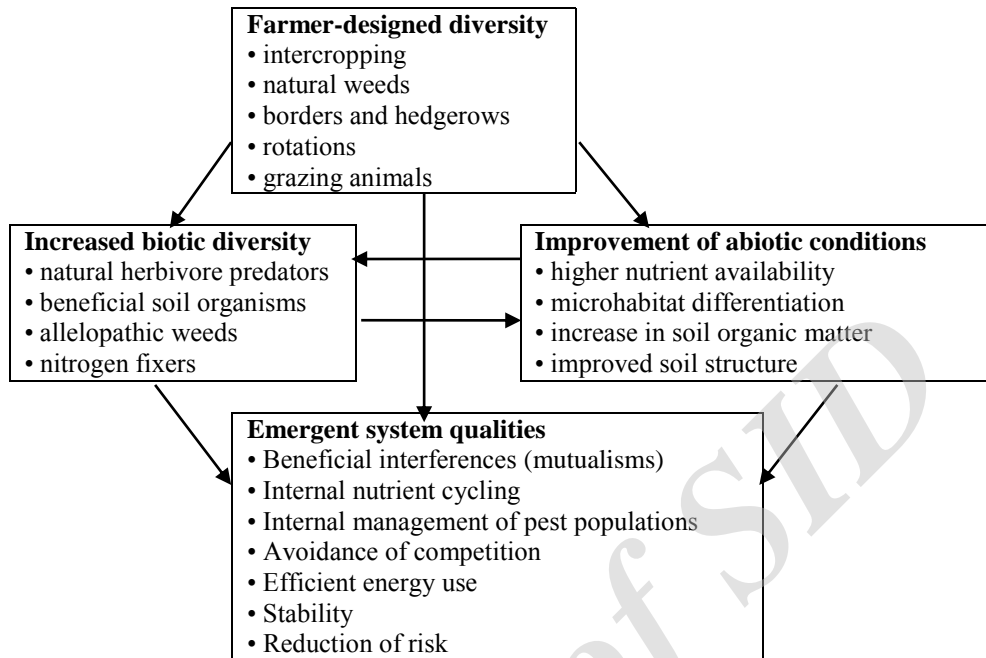 Farmer-designed diversity
• intercropping
• natural weeds
• borders and hedgerows
• rotations
• grazing animals
Increased biotic diversity
• natural herbivore predators
• beneficial soil organisms
• allelopathic weeds
• nitrogen fixers
Improvement of abiotic conditions
• higher nutrient availability
• microhabitat differentiation
• increase in soil organic matter
• improved soil structure
Emergent system qualities
• Beneficial interferences (mutualisms)
• Internal nutrient cycling
• Internal management of pest populations
• Avoidance of competition
• Efficient energy use
• Stability
• Reduction of risk
of SID